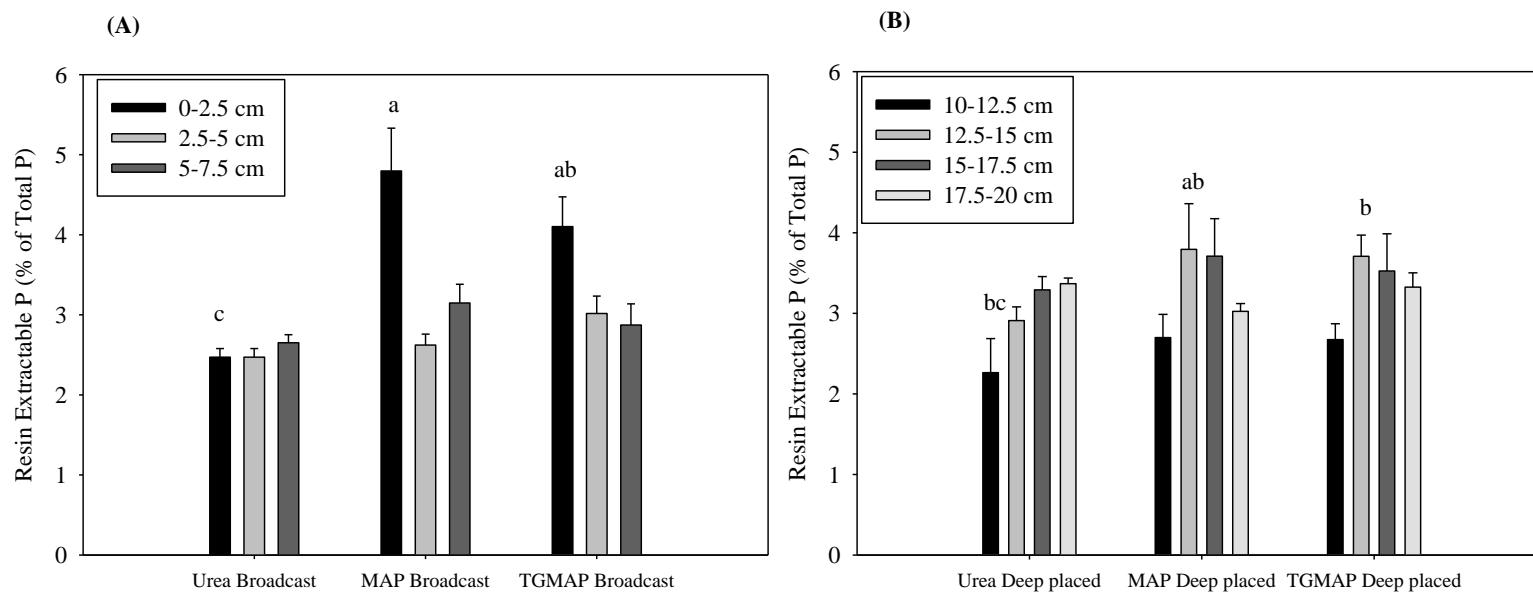 (A)
Resin Extractable P (% of Total P)
6
5
4
3
2
1
0
0-2.5 cm
2.5-5 cm
5-7.5 cm
c
a
ab
Urea Broadcast
MAP Broadcast
TGMAP Broadcast
(B)
Resin Extractable P (% of Total P)
6
5
4
3
2
1
0
10-12.5 cm
12.5-15 cm
15-17.5 cm
17.5-20 cm
bc
ab
b
Urea Deep placed
MAP Deep placed
TGMAP Deep placed